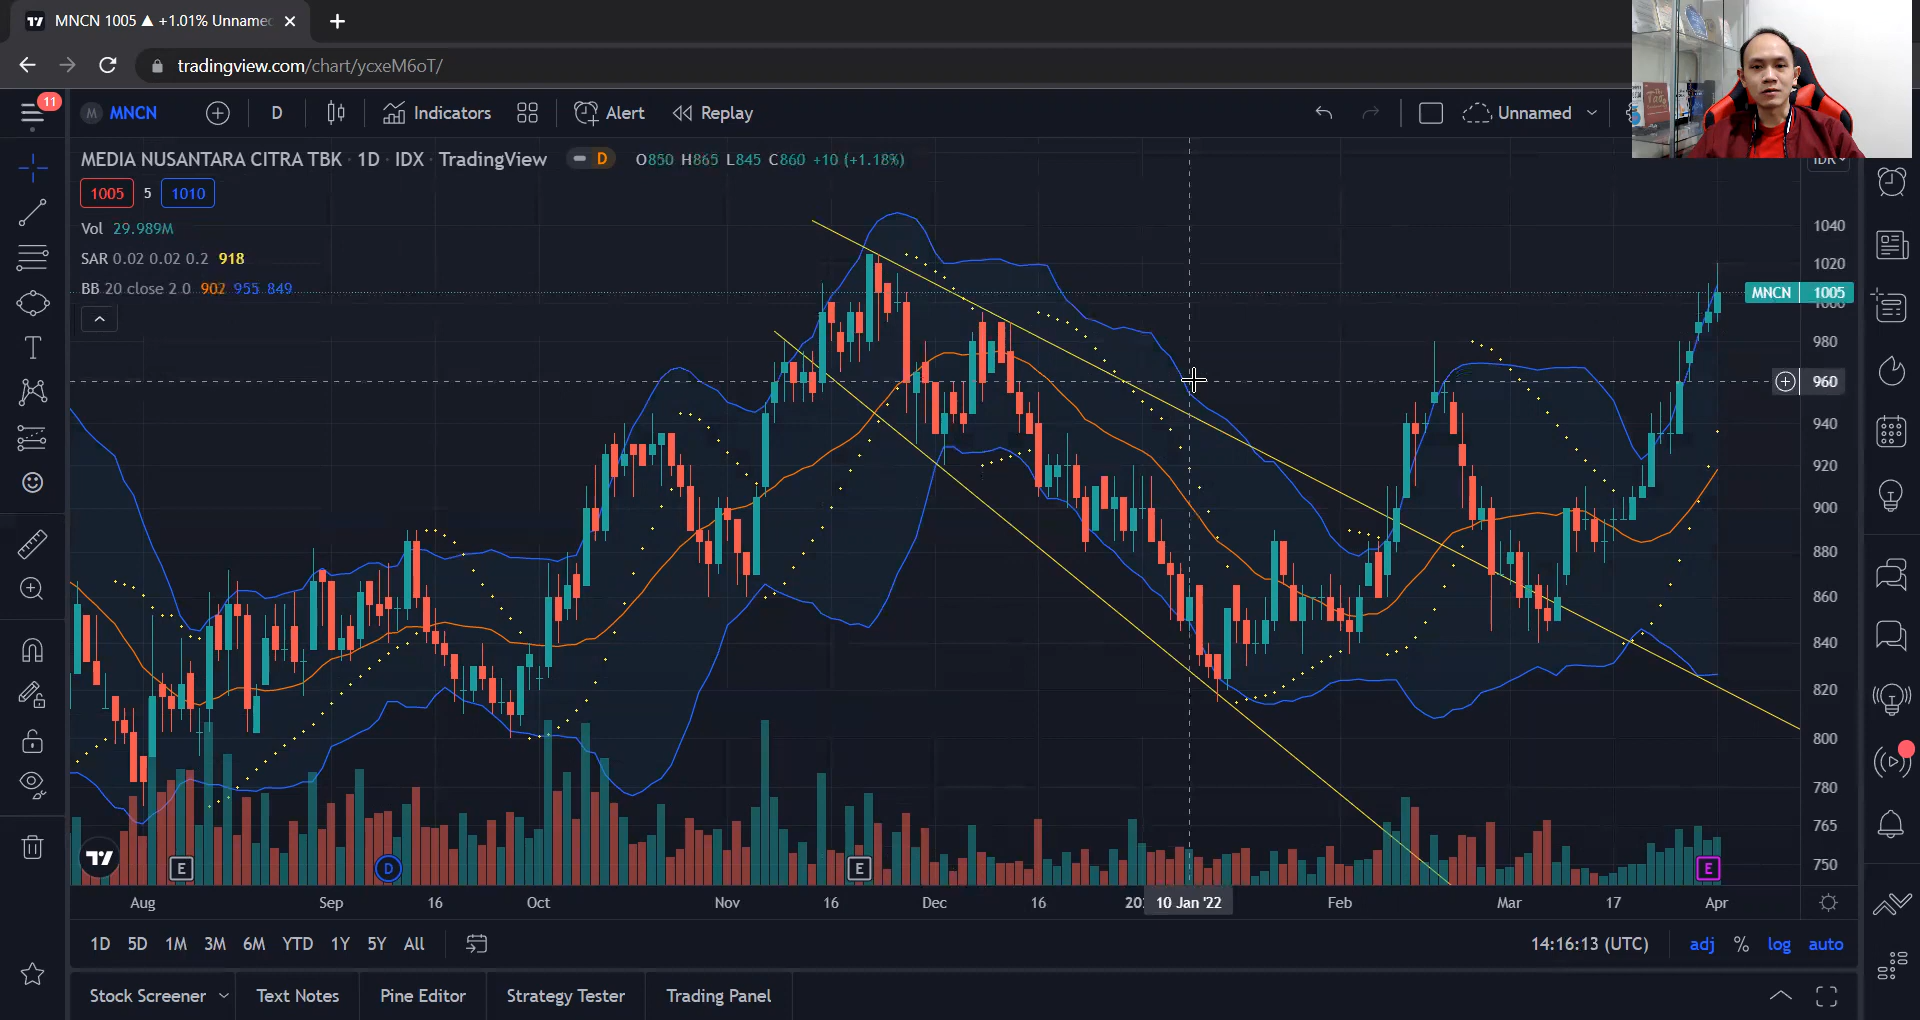 MNCN 1005 ▲ +1.01% Unname
tradingview.com/chart/ycxeM6oT/
11
M MNCN D Indicators Alert Replay Unnamed
MEDIA NUSANTARA CITRA TBK · 1D · IDX · TradingView D O850 H865 L845 C860 +10 (+1.18%)
IDR
1005 5 1010
Vol 29.989M
SAR 0.02 0.02 0.2 918
BB 20 close 2 0 902 955 849
1040
1020
MNCN 1005
1000
980
960
940
920
900
880
860
840
820
800
780
765
750
E D E E
Aug Sep 16 Oct Nov 16 Dec 16 20 10 Jan '22 Feb Mar 17 Apr
1D 5D 1M 3M 6M YTD 1Y 5Y All 14:16:13 (UTC) adj % log auto
Stock Screener Text Notes Pine Editor Strategy Tester Trading Panel